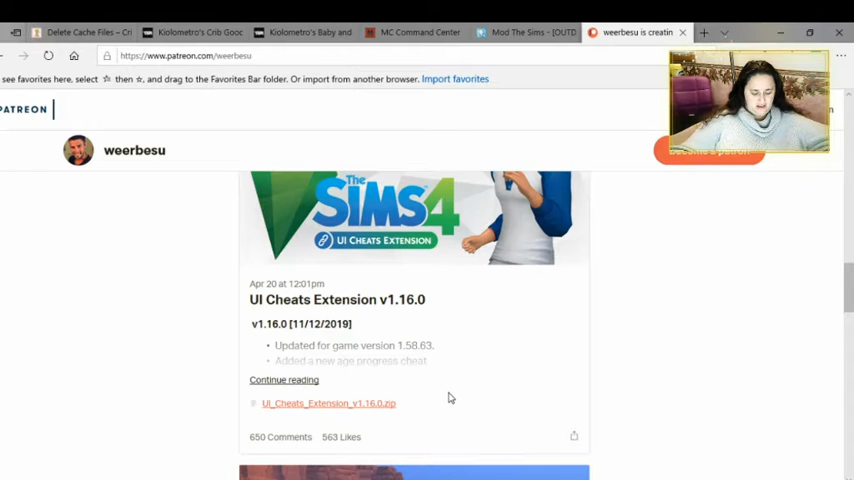 Delete Cache Files – Cri
Kiolometro's Crib Gooc
Kiolometro's Baby and
MC Command Center
Mod The Sims - [OUTD
weerbesu is creatin
https://www.patreon.com/weerbesu
see favorites here, select ☆ then ☆, and drag to the Favorites Bar folder. Or import from another browser. Import favorites
PATREON
weerbesu
The
SIMS 4
UI CHEATS EXTENSION
Apr 20 at 12:01pm
UI Cheats Extension v1.16.0
v1.16.0 [11/12/2019]
• Updated for game version 1.58.63.
• Added a new age progress cheat
Continue reading
UI_Cheats_Extension_v1.16.0.zip
650 Comments 563 Likes